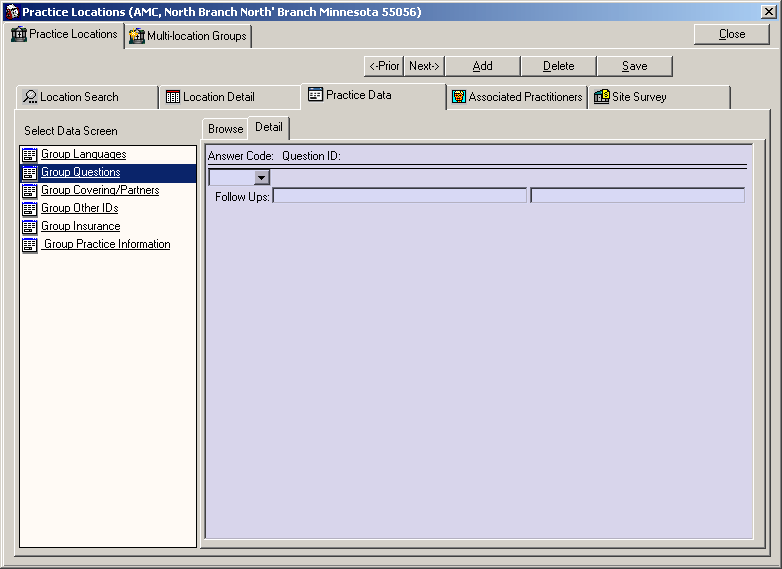 Practice Locations (AMC, North Branch North' Branch Minnesota 55056)
Practice Locations Multi-location Groups Close
<-Prior Next-> Add Delete Save
Location Search Location Detail Practice Data Associated Practitioners Site Survey
Select Data Screen
Browse Detail
Group Languages
Group Questions
Group Covering/Partners
Group Other IDs
Group Insurance
Group Practice Information
Answer Code: Question ID:
Follow Ups: